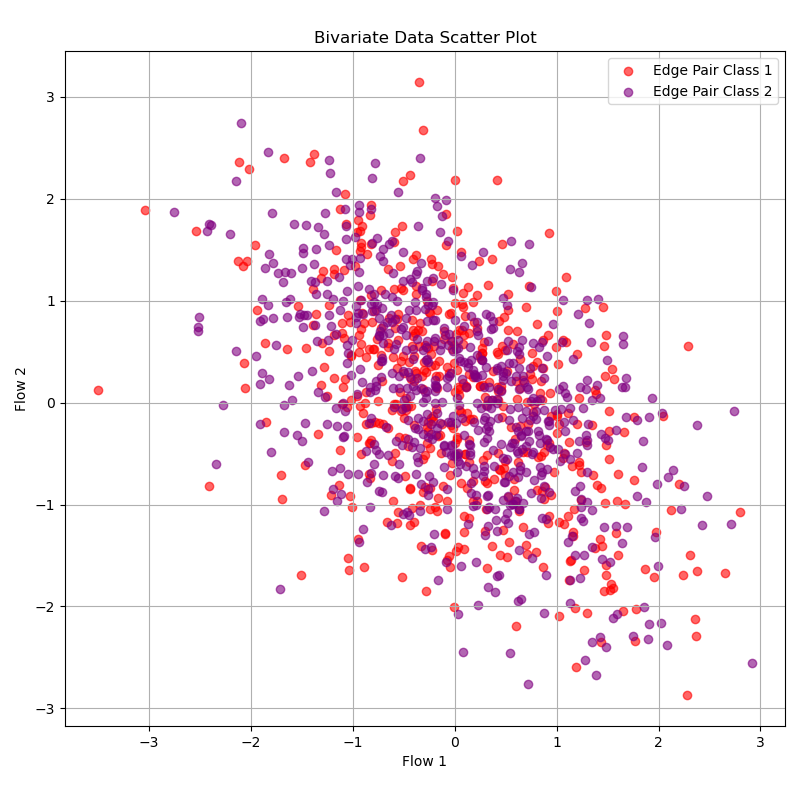 Bivariate Data Scatter Plot
Edge Pair Class 1
Edge Pair Class 2
3
2
1
0
−1
−2
−3
−3 −2 −1 0 1 2 3
Flow 2
Flow 1